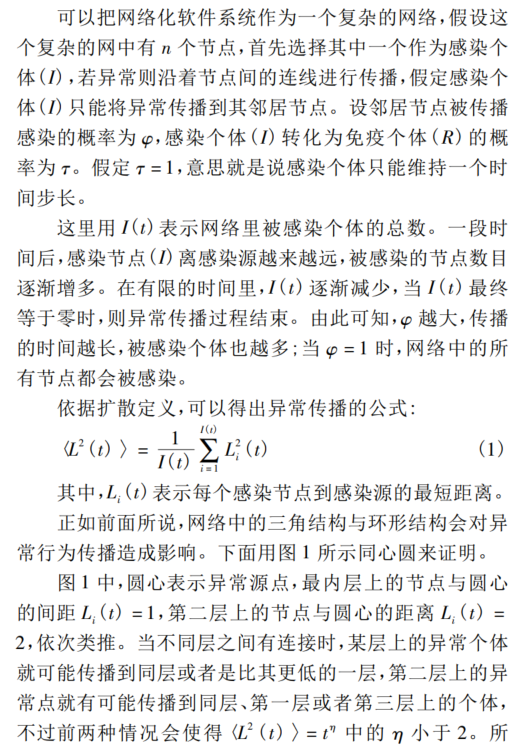 可以把网络化软件系统作为一个复杂的网络,假设这
个复杂的网中有 n 个节点,首先选择其中一个作为感染个
体(I),若异常则沿着节点间的连线进行传播,假定感染个
体(I)只能将异常传播到其邻居节点。设邻居节点被传播
感染的概率为 φ,感染个体(I)转化为免疫个体(R)的概
率为 τ。假定 τ=1,意思就是说感染个体只能维持一个时
间步长。
这里用 I(t)表示网络里被感染个体的总数。一段时
间后,感染节点(I)离感染源越来越远,被感染的节点数目
逐渐增多。在有限的时间里,I(t)逐渐减少,当 I(t)最终
等于零时,则异常传播过程结束。由此可知,φ 越大,传播
的时间越长,被感染个体也越多;当 φ=1 时,网络中的所
有节点都会被感染。
依据扩散定义,可以得出异常传播的公式:
⟨L²(t)⟩ = \frac{1}{I(t)} \sum_{i=1}^{I(t)} L_i^2(t) (1)
其中,L_i(t)表示每个感染节点到感染源的最短距离。
正如前面所说,网络中的三角结构与环形结构会对异
常行为传播造成影响。下面用图 1 所示同心圆来证明。
图 1 中,圆心表示异常源点,最内层上的节点与圆心
的间距 L_i(t)=1,第二层上的节点与圆心的距离 L_i(t)=
2,依次类推。当不同层之间有连接时,某层上的异常个体
就可能传播到同层或者是比其更低的一层,第二层上的异
常点就有可能传播到同层、第一层或者第三层上的个体,
不过前两种情况会使得⟨L²(t)⟩=t^η 中的 η 小于 2。所